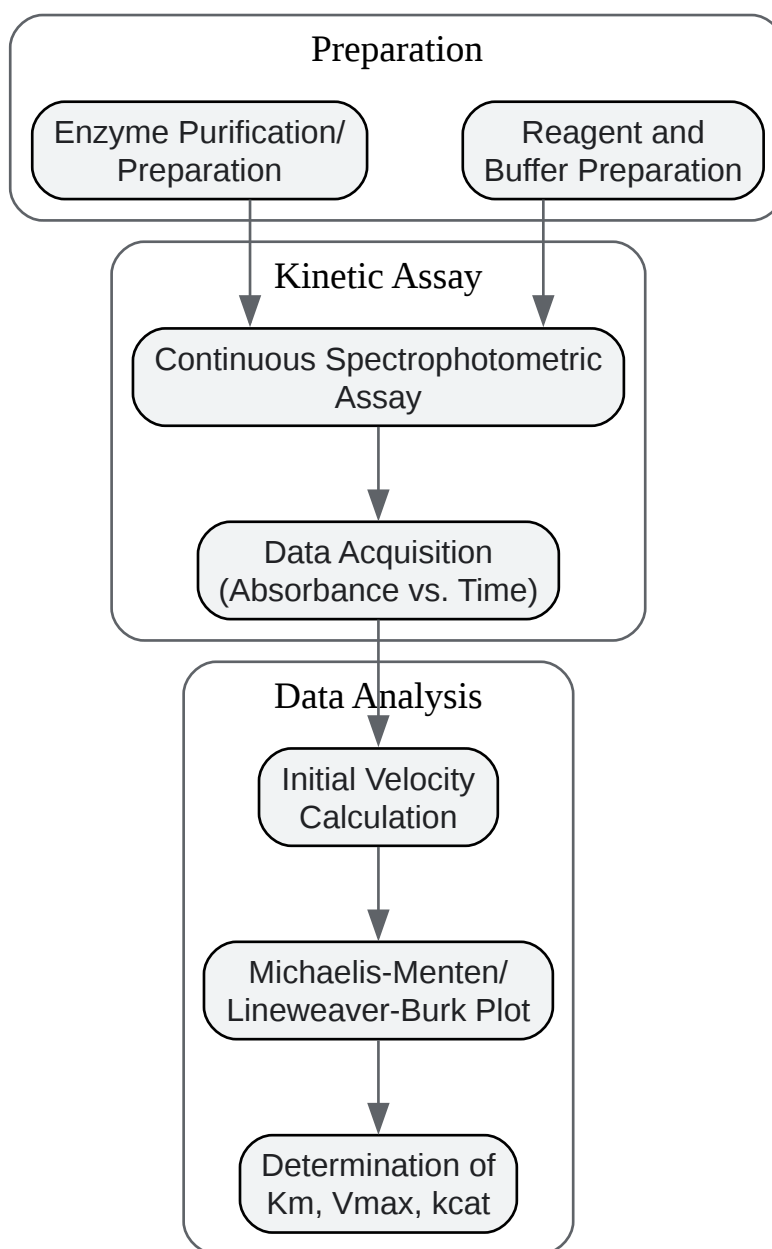 Preparation
Enzyme Purification/
Preparation
Reagent and
Buffer Preparation
Kinetic Assay
Continuous Spectrophotometric
Assay
Data Acquisition
(Absorbance vs. Time)
Data Analysis
Initial Velocity
Calculation
Michaelis-Menten/
Lineweaver-Burk Plot
Determination of
Km, Vmax, kcat